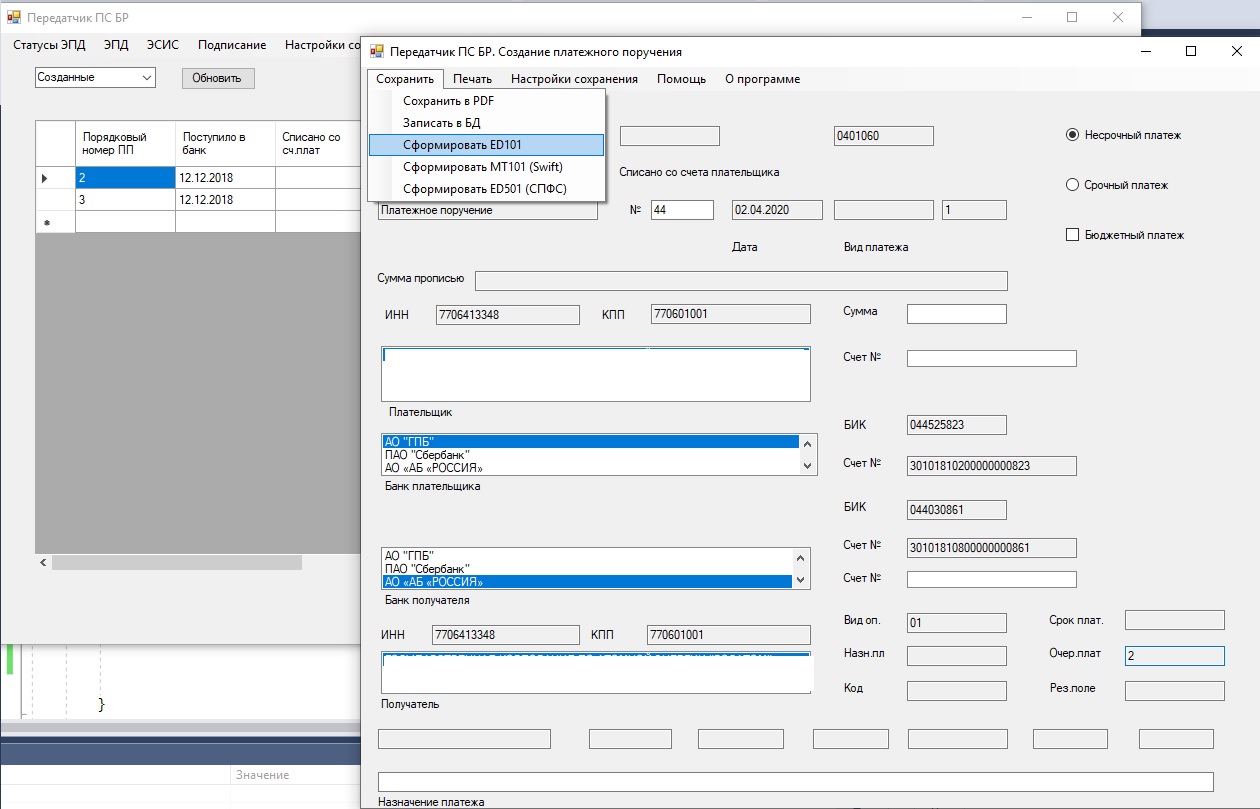 Передатчик ПС БР
Статусы ЭПД ЭПД ЭСИС Подписание Настройки со
Созданные Обновить
Порядковый номер ПП Поступило в банк Списано со сч.плат
2 12.12.2018
3 12.12.2018
Значение
}
Передатчик ПС БР. Создание платежного поручения
Сохранить Печать Настройки сохранения Помощь О программе
Сохранить в PDF
Записать в БД
Сформировать ED101
Сформировать MT101 (Swift)
Сформировать ED501 (СПФС)
0401060
Несрочный платеж
Списано со счета плательщика
Срочный платеж
Платежное поручение № 44 02.04.2020 1
Бюджетный платеж
Дата Вид платежа
Сумма прописью
ИНН 7706413348 КПП 770601001 Сумма
Счет №
Плательщик
БИК 044525823
АО "ГПБ"
ПАО "Сбербанк"
АО «АБ «РОССИЯ»
Счет № 30101810200000000823
Банк плательщика
БИК 044030861
Счет № 30101810800000000861
АО "ГПБ"
ПАО "Сбербанк"
АО «АБ «РОССИЯ»
Счет №
Банк получателя
Вид оп. 01 Срок плат.
ИНН 7706413348 КПП 770601001
Назн.пл Очер.плат 2
Код Рез.поле
Получатель
Назначение платежа